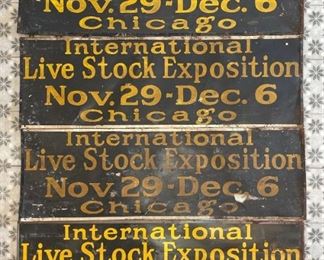 Nov. 29-Dec. 6
Chicago
International
Live Stock Exposition
Nov. 29-Dec. 6
Chicago
International
Live Stock Exposition
Nov. 29-Dec. 6
Chicago
International
Live Stock Exposition